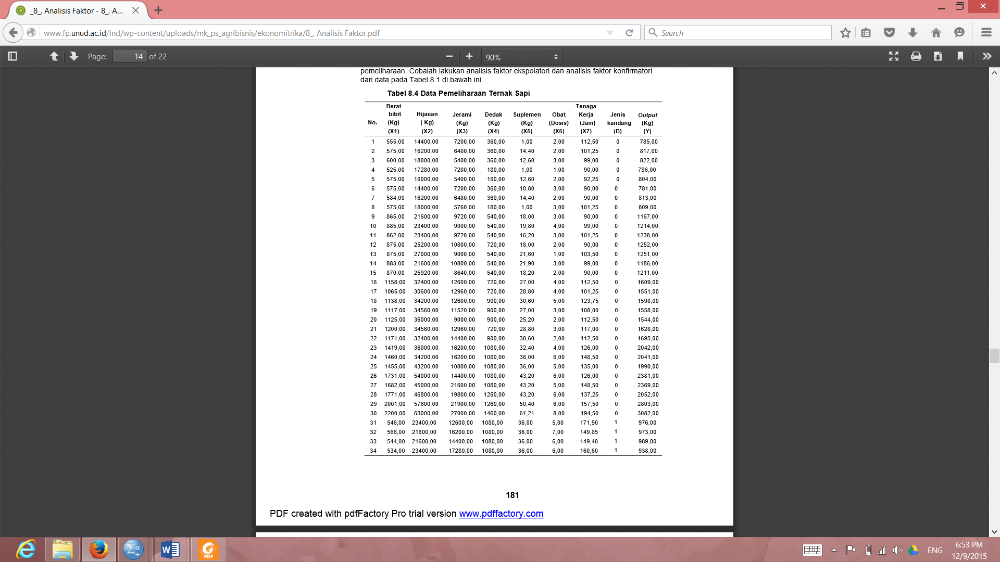 _8_. Analisis Faktor - 8_. A...
www.fp.unud.ac.id/ind/wp-content/uploads/mk_ps_agribisnis/ekonomitrika/8_. Analisis Faktor.pdf
Search
Page: 14 of 22
90%
pemeliharaan. Cobalah lakukan analisis faktor ekspolatori dan analisis faktor konfirmatori
dari data pada Tabel 8.1 di bawah ini.
Tabel 8.4 Data Pemeliharaan Ternak Sapi
No. Berat bibit (Kg) (X1) Hijauan ( Kg) (X2) Jerami (Kg) (X3) Dedak (Kg) (X4) Suplemen (Kg) (X5) Obat (Dosis) (X6) Tenaga Kerja (Jam) (X7) Jenis kandang (D) Output (Kg) (Y)
1 555,00 14400,00 7200,00 360,00 1,00 2,00 112,50 0 785,00
2 575,00 16200,00 6480,00 360,00 14,40 2,00 101,25 0 817,00
3 600,00 18000,00 5400,00 360,00 12,60 3,00 99,00 0 822,00
4 525,00 17280,00 7200,00 180,00 1,00 1,00 90,00 0 796,00
5 575,00 18000,00 5400,00 180,00 12,60 2,00 92,25 0 804,00
6 575,00 14400,00 7200,00 360,00 10,80 3,00 90,00 0 781,00
7 584,00 16200,00 6480,00 360,00 14,40 2,00 90,00 0 813,00
8 575,00 18000,00 5760,00 180,00 1,00 3,00 101,25 0 809,00
9 865,00 21600,00 9720,00 540,00 18,00 3,00 90,00 0 1167,00
10 885,00 23400,00 9000,00 540,00 19,80 4,00 99,00 0 1214,00
11 862,00 23400,00 9720,00 540,00 16,20 3,00 101,25 0 1238,00
12 875,00 25200,00 10800,00 720,00 18,00 2,00 90,00 0 1252,00
13 875,00 27000,00 9000,00 540,00 21,60 1,00 103,50 0 1251,00
14 883,00 21600,00 10800,00 540,00 21,90 3,00 99,00 0 1186,00
15 870,00 25920,00 8640,00 540,00 18,20 2,00 90,00 0 1211,00
16 1158,00 32400,00 12600,00 720,00 27,00 4,00 112,50 0 1609,00
17 1065,00 30600,00 12960,00 720,00 28,80 4,00 101,25 0 1551,00
18 1138,00 34200,00 12600,00 900,00 30,60 5,00 123,75 0 1598,00
19 1117,00 34560,00 11520,00 900,00 27,00 3,00 108,00 0 1558,00
20 1125,00 36000,00 9000,00 900,00 25,20 2,00 112,50 0 1544,00
21 1200,00 34560,00 12960,00 720,00 28,80 3,00 117,00 0 1628,00
22 1171,00 32400,00 14400,00 900,00 30,60 2,00 112,50 0 1695,00
23 1419,00 36000,00 16200,00 1080,00 32,40 4,00 126,00 0 2042,00
24 1460,00 34200,00 16200,00 1080,00 36,00 6,00 148,50 0 2041,00
25 1455,00 43200,00 10800,00 1080,00 36,00 5,00 135,00 0 1990,00
26 1731,00 54000,00 14400,00 1080,00 43,20 6,00 126,00 0 2381,00
27 1682,00 45000,00 21600,00 1080,00 43,20 5,00 148,50 0 2369,00
28 1771,00 46800,00 19800,00 1260,00 43,20 6,00 137,25 0 2052,00
29 2001,00 57600,00 21900,00 1260,00 50,40 6,00 157,50 0 2803,00
30 2200,00 63000,00 27000,00 1460,00 61,21 8,00 194,50 0 3082,00
31 546,00 23400,00 12600,00 1080,00 36,00 5,00 171,90 1 976,00
32 566,00 21600,00 16200,00 1080,00 36,00 7,00 149,85 1 973,00
33 544,00 21600,00 14400,00 1080,00 36,00 6,00 149,40 1 989,00
34 534,00 23400,00 17280,00 1080,00 36,00 6,00 160,60 1 938,00
181
PDF created with pdfFactory Pro trial version www.pdffactory.com
ENG
6:53 PM
12/9/2015